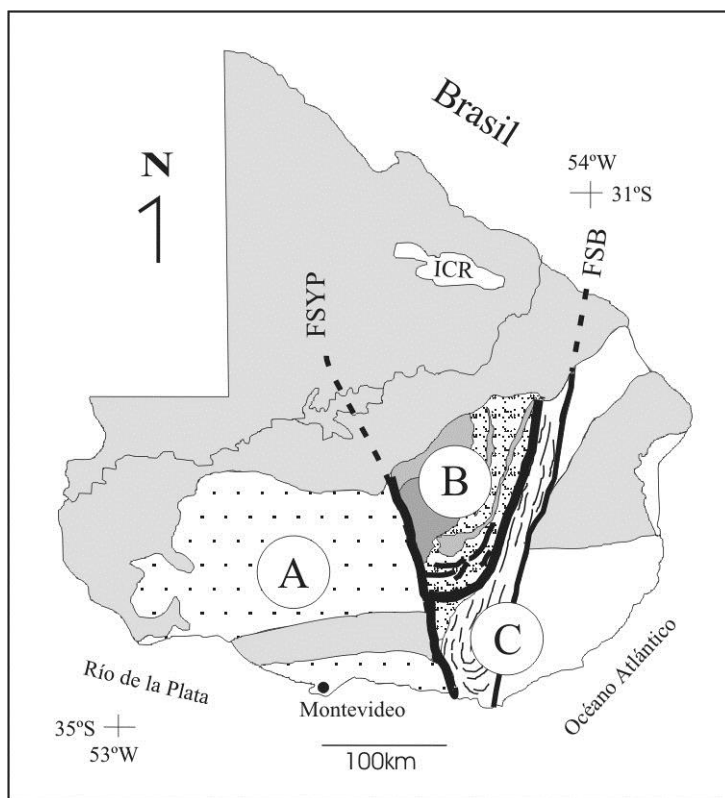 Brasil
N
54ºW
31ºS
FSB
ICR
FSYP
B
A
C
Río de la Plata
Montevideo
Océano Atlántico
35ºS
53ºW
100km